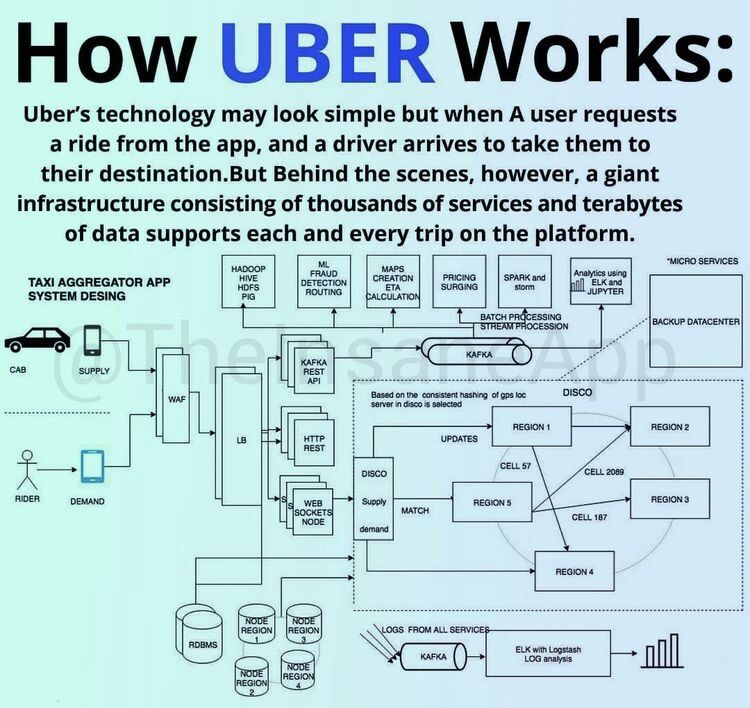 How UBER Works:
Uber’s technology may look simple but when A user requests
a ride from the app, and a driver arrives to take them to
their destination.But Behind the scenes, however, a giant
infrastructure consisting of thousands of services and terabytes
of data supports each and every trip on the platform.
TAXI AGGREGATOR APP
SYSTEM DESING
HADOOP
HIVE
HDFS
PIG
ML
FRAUD
DETECTION
ROUTING
MAPS
CREATION
ETA
CALCULATION
PRICING
SURGING
SPARK and
storm
Analytics using
ELK and
JUPYTER
*MICRO SERVICES
BACKUP DATACENTER
BATCH PROCESSING
STREAM PROCESSION
KAFKA
@TheInsaneApp
CAB
SUPPLY
WAF
LB
KAFKA
REST
API
HTTP
REST
S
S
WEB
SOCKETS
NODE
RIDER
DEMAND
Based on the consistent hashing of gps loc
server in disco is selected
DISCO
DISCO
Supply
demand
UPDATES
MATCH
REGION 1
REGION 2
REGION 5
REGION 3
REGION 4
CELL 57
CELL 2089
CELL 187
RDBMS
NODE
REGION
1
NODE
REGION
3
NODE
REGION
2
NODE
REGION
4
LOGS FROM ALL SERVICES
KAFKA
ELK with Logstash
LOG analysis